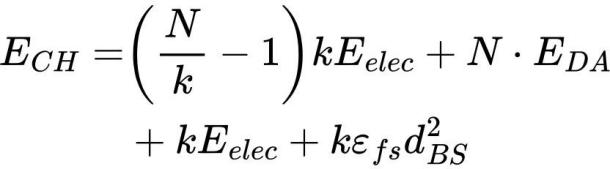 E_{CH} = \left( \frac{N}{k} - 1 \right) kE_{elec} + N \cdot E_{DA}
+ kE_{elec} + k\varepsilon_{fs} d_{BS}^{2}